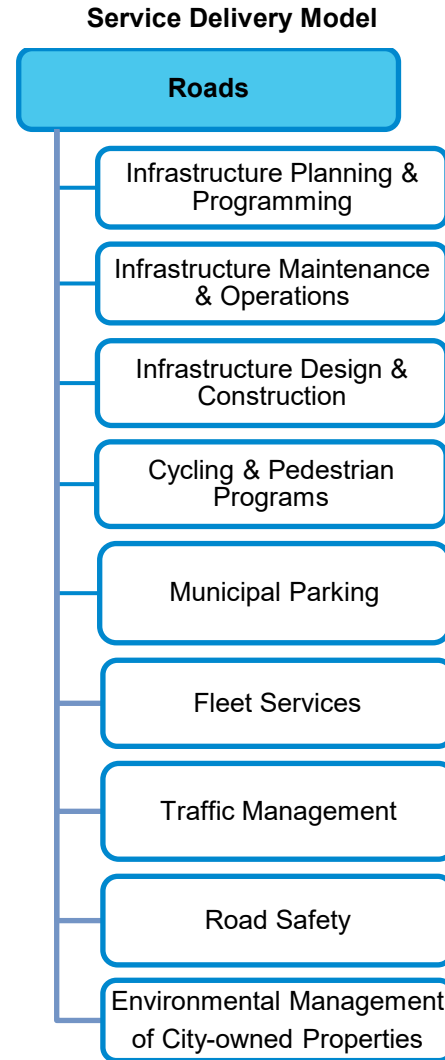 Service Delivery Model
Roads
Infrastructure Planning &
Programming
Infrastructure Maintenance
& Operations
Infrastructure Design &
Construction
Cycling & Pedestrian
Programs
Municipal Parking
Fleet Services
Traffic Management
Road Safety
Environmental Management
of City-owned Properties